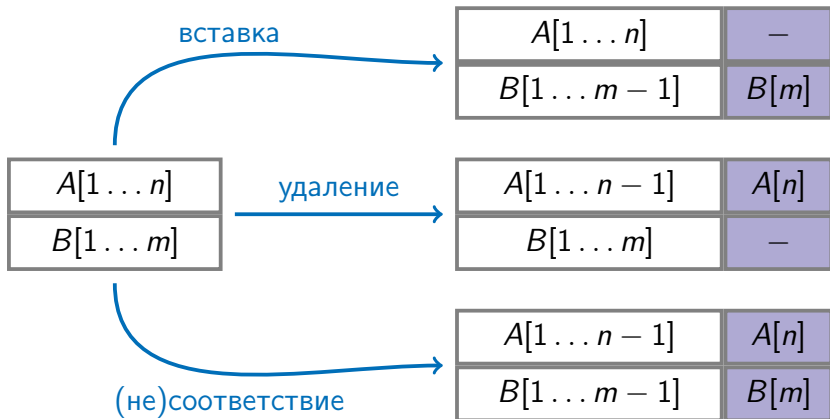 вставка
A[1 . . . n] −
B[1 . . . m − 1] B[m]
A[1 . . . n]
B[1 . . . m]
удаление
A[1 . . . n − 1] A[n]
B[1 . . . m] −
(не)соответствие
A[1 . . . n − 1] A[n]
B[1 . . . m − 1] B[m]